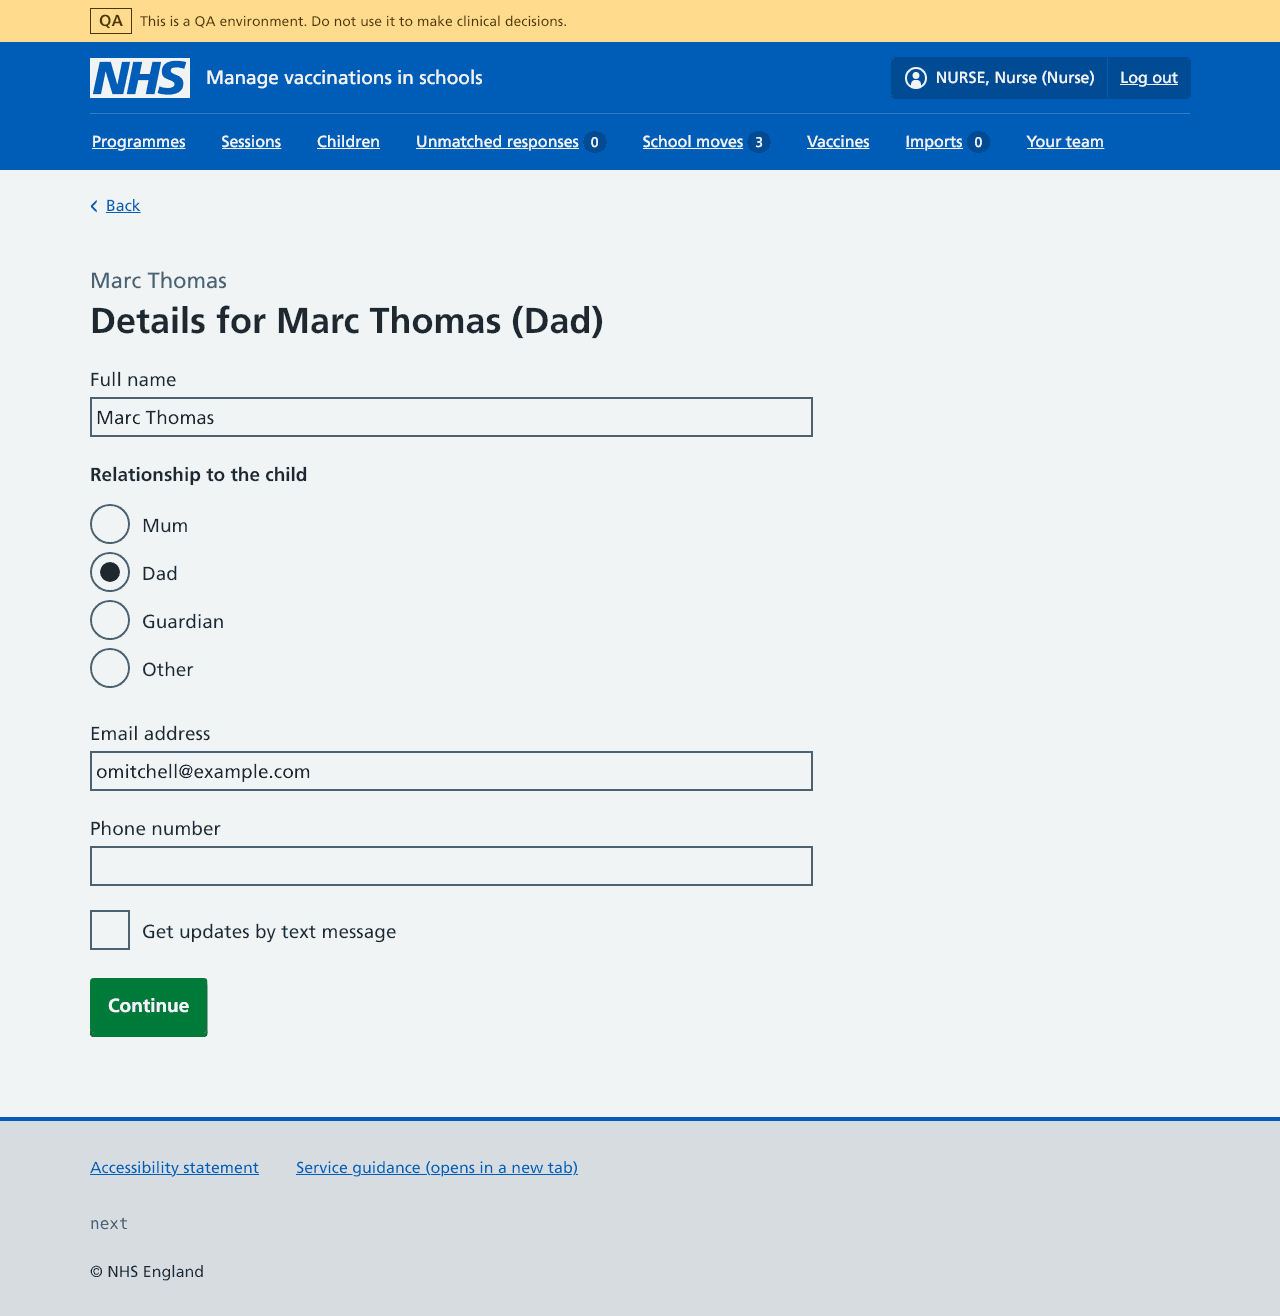 QA This is a QA environment. Do not use it to make clinical decisions.
NHS Manage vaccinations in schools NURSE, Nurse (Nurse) Log out
Programmes Sessions Children Unmatched responses 0 School moves 3 Vaccines Imports 0 Your team
Back
Marc Thomas
Details for Marc Thomas (Dad)
Full name
Marc Thomas
Relationship to the child
Mum
Dad
Guardian
Other
Email address
omitchell@example.com
Phone number
Get updates by text message
Continue
Accessibility statement Service guidance (opens in a new tab)
next
© NHS England